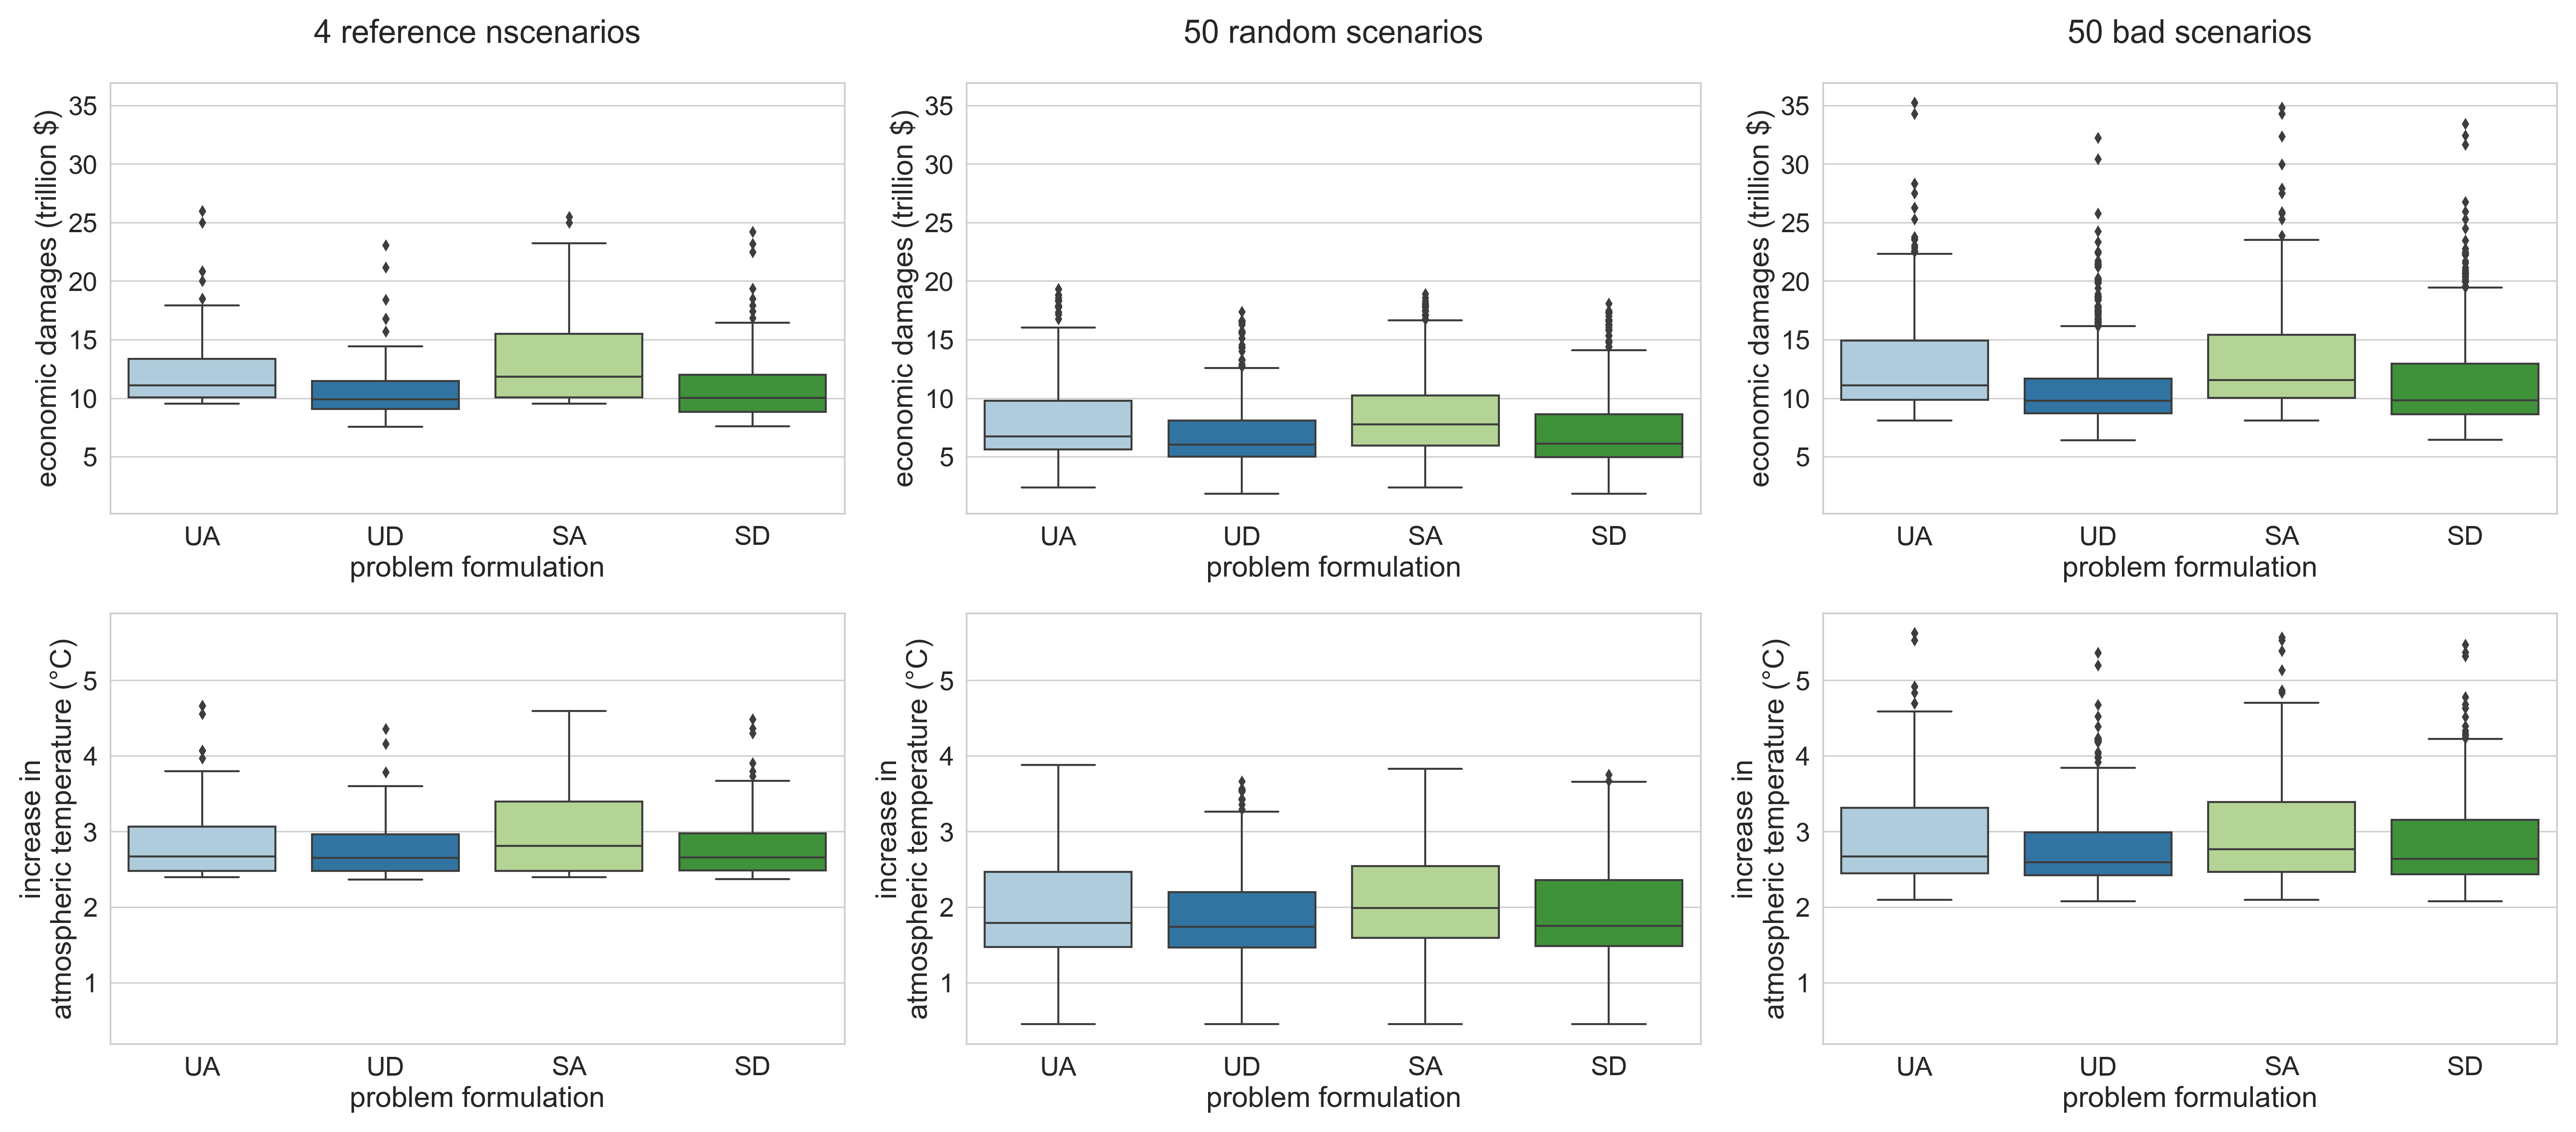 4 reference nscenarios
50 random scenarios
50 bad scenarios
economic damages (trillion $)
35
30
25
20
15
10
5
UA UD SA SD
problem formulation
economic damages (trillion $)
35
30
25
20
15
10
5
UA UD SA SD
problem formulation
economic damages (trillion $)
35
30
25
20
15
10
5
UA UD SA SD
problem formulation
increase in
atmospheric temperature (°C)
5
4
3
2
1
UA UD SA SD
problem formulation
increase in
atmospheric temperature (°C)
5
4
3
2
1
UA UD SA SD
problem formulation
increase in
atmospheric temperature (°C)
5
4
3
2
1
UA UD SA SD
problem formulation